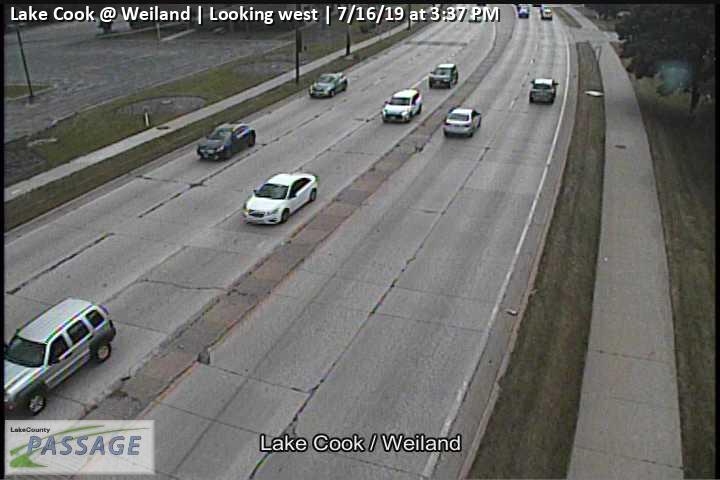 Lake Cook @ Weiland | Looking west | 7/16/19 at 3:37 PM
Lake Cook / Weiland
LakeCounty
PASSAGE